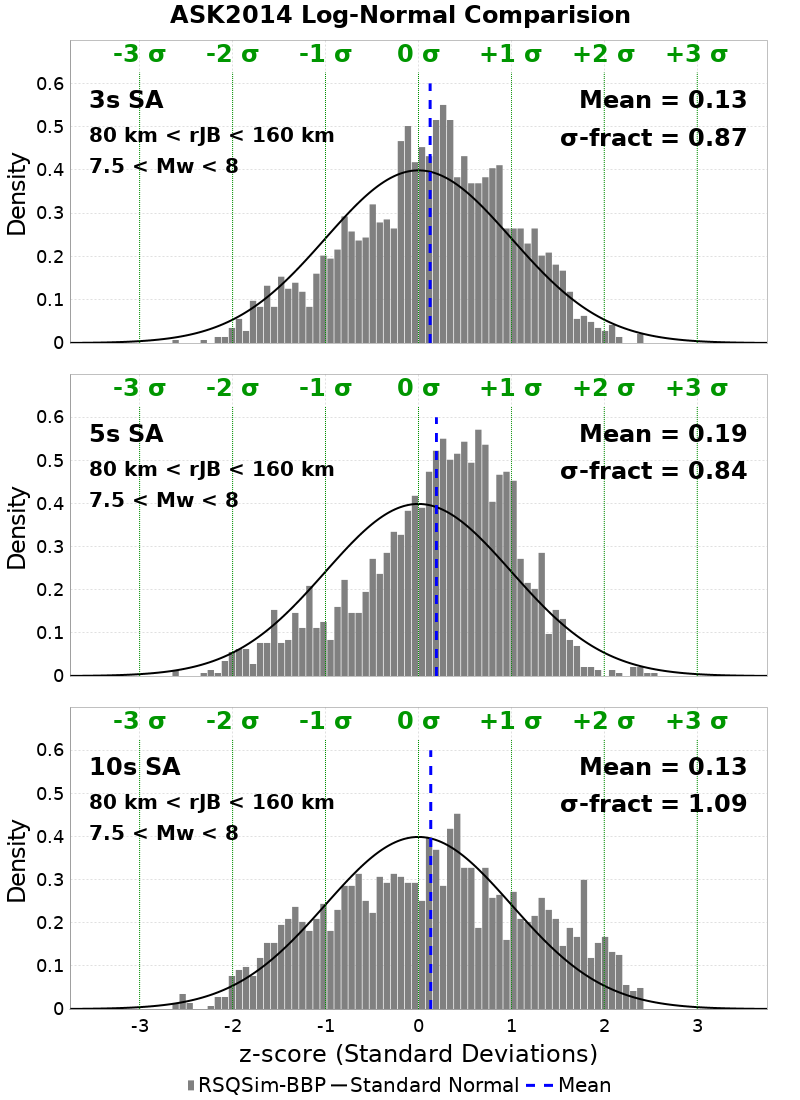 ASK2014 Log-Normal Comparision
-3 σ -2 σ -1 σ 0 σ +1 σ +2 σ +3 σ
3s SA
80 km < rJB < 160 km
7.5 < Mw < 8
Mean = 0.13
σ-fract = 0.87
Density
0.6
0.5
0.4
0.3
0.2
0.1
0
-3 σ -2 σ -1 σ 0 σ +1 σ +2 σ +3 σ
5s SA
80 km < rJB < 160 km
7.5 < Mw < 8
Mean = 0.19
σ-fract = 0.84
Density
0.6
0.5
0.4
0.3
0.2
0.1
0
-3 σ -2 σ -1 σ 0 σ +1 σ +2 σ +3 σ
10s SA
80 km < rJB < 160 km
7.5 < Mw < 8
Mean = 0.13
σ-fract = 1.09
Density
0.6
0.5
0.4
0.3
0.2
0.1
0
-3 -2 -1 0 1 2 3
z-score (Standard Deviations)
RSQSim-BBP Standard Normal Mean